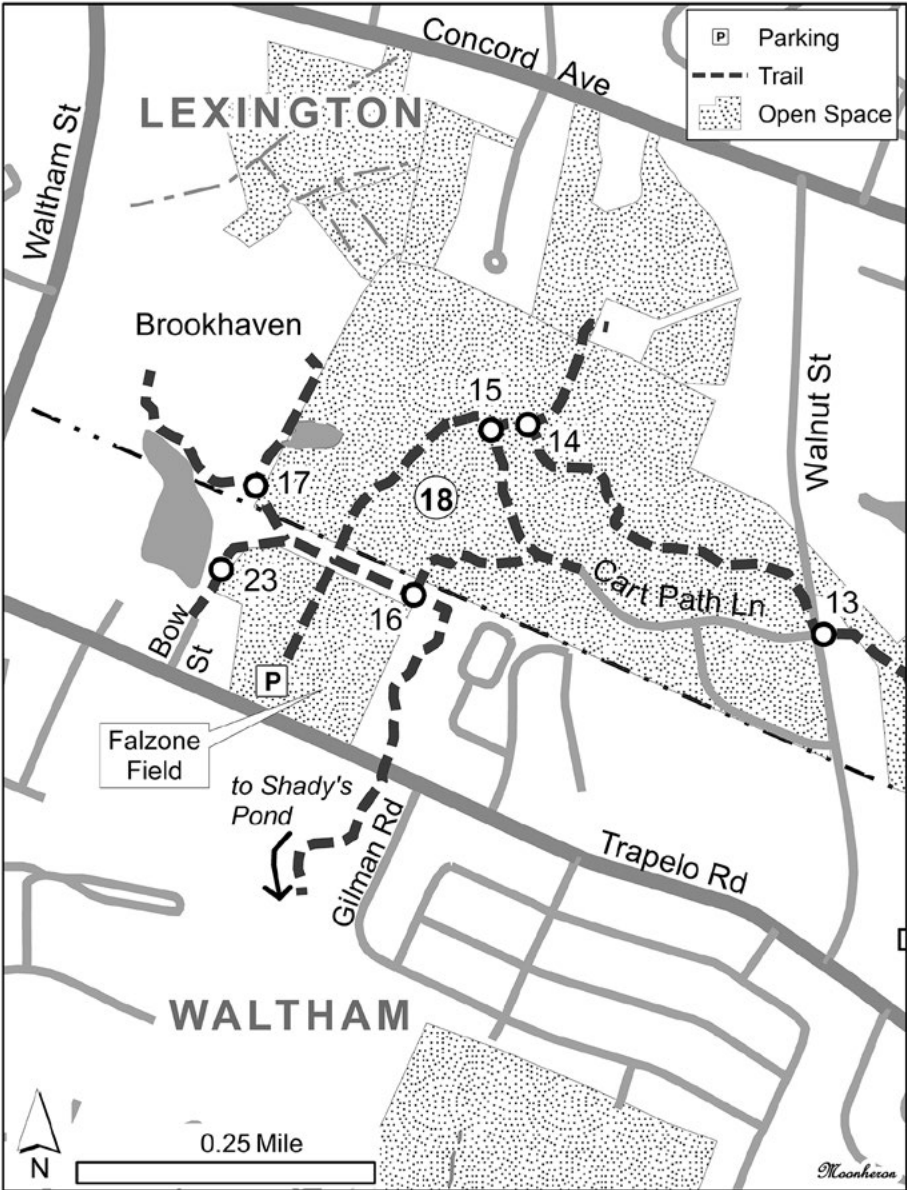 Concord Ave
P Parking
Trail
Open Space
LEXINGTON
Waltham St
Brookhaven
15
14
Walnut St
17
18
Cart Path Ln
13
23
16
Bow St
P
Falzone
Field
to Shady's
Pond
Gilman Rd
Trapelo Rd
WALTHAM
0.25 Mile
N
Moonheron